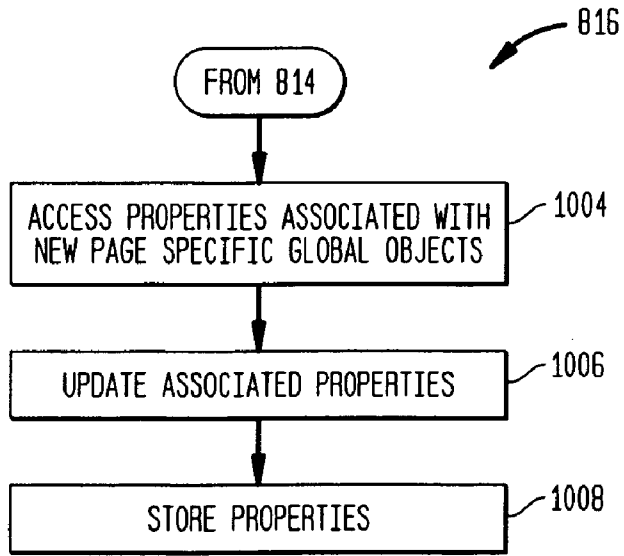 816
FROM 814
ACCESS PROPERTIES ASSOCIATED WITH
NEW PAGE SPECIFIC GLOBAL OBJECTS
1004
UPDATE ASSOCIATED PROPERTIES
1006
STORE PROPERTIES
1008